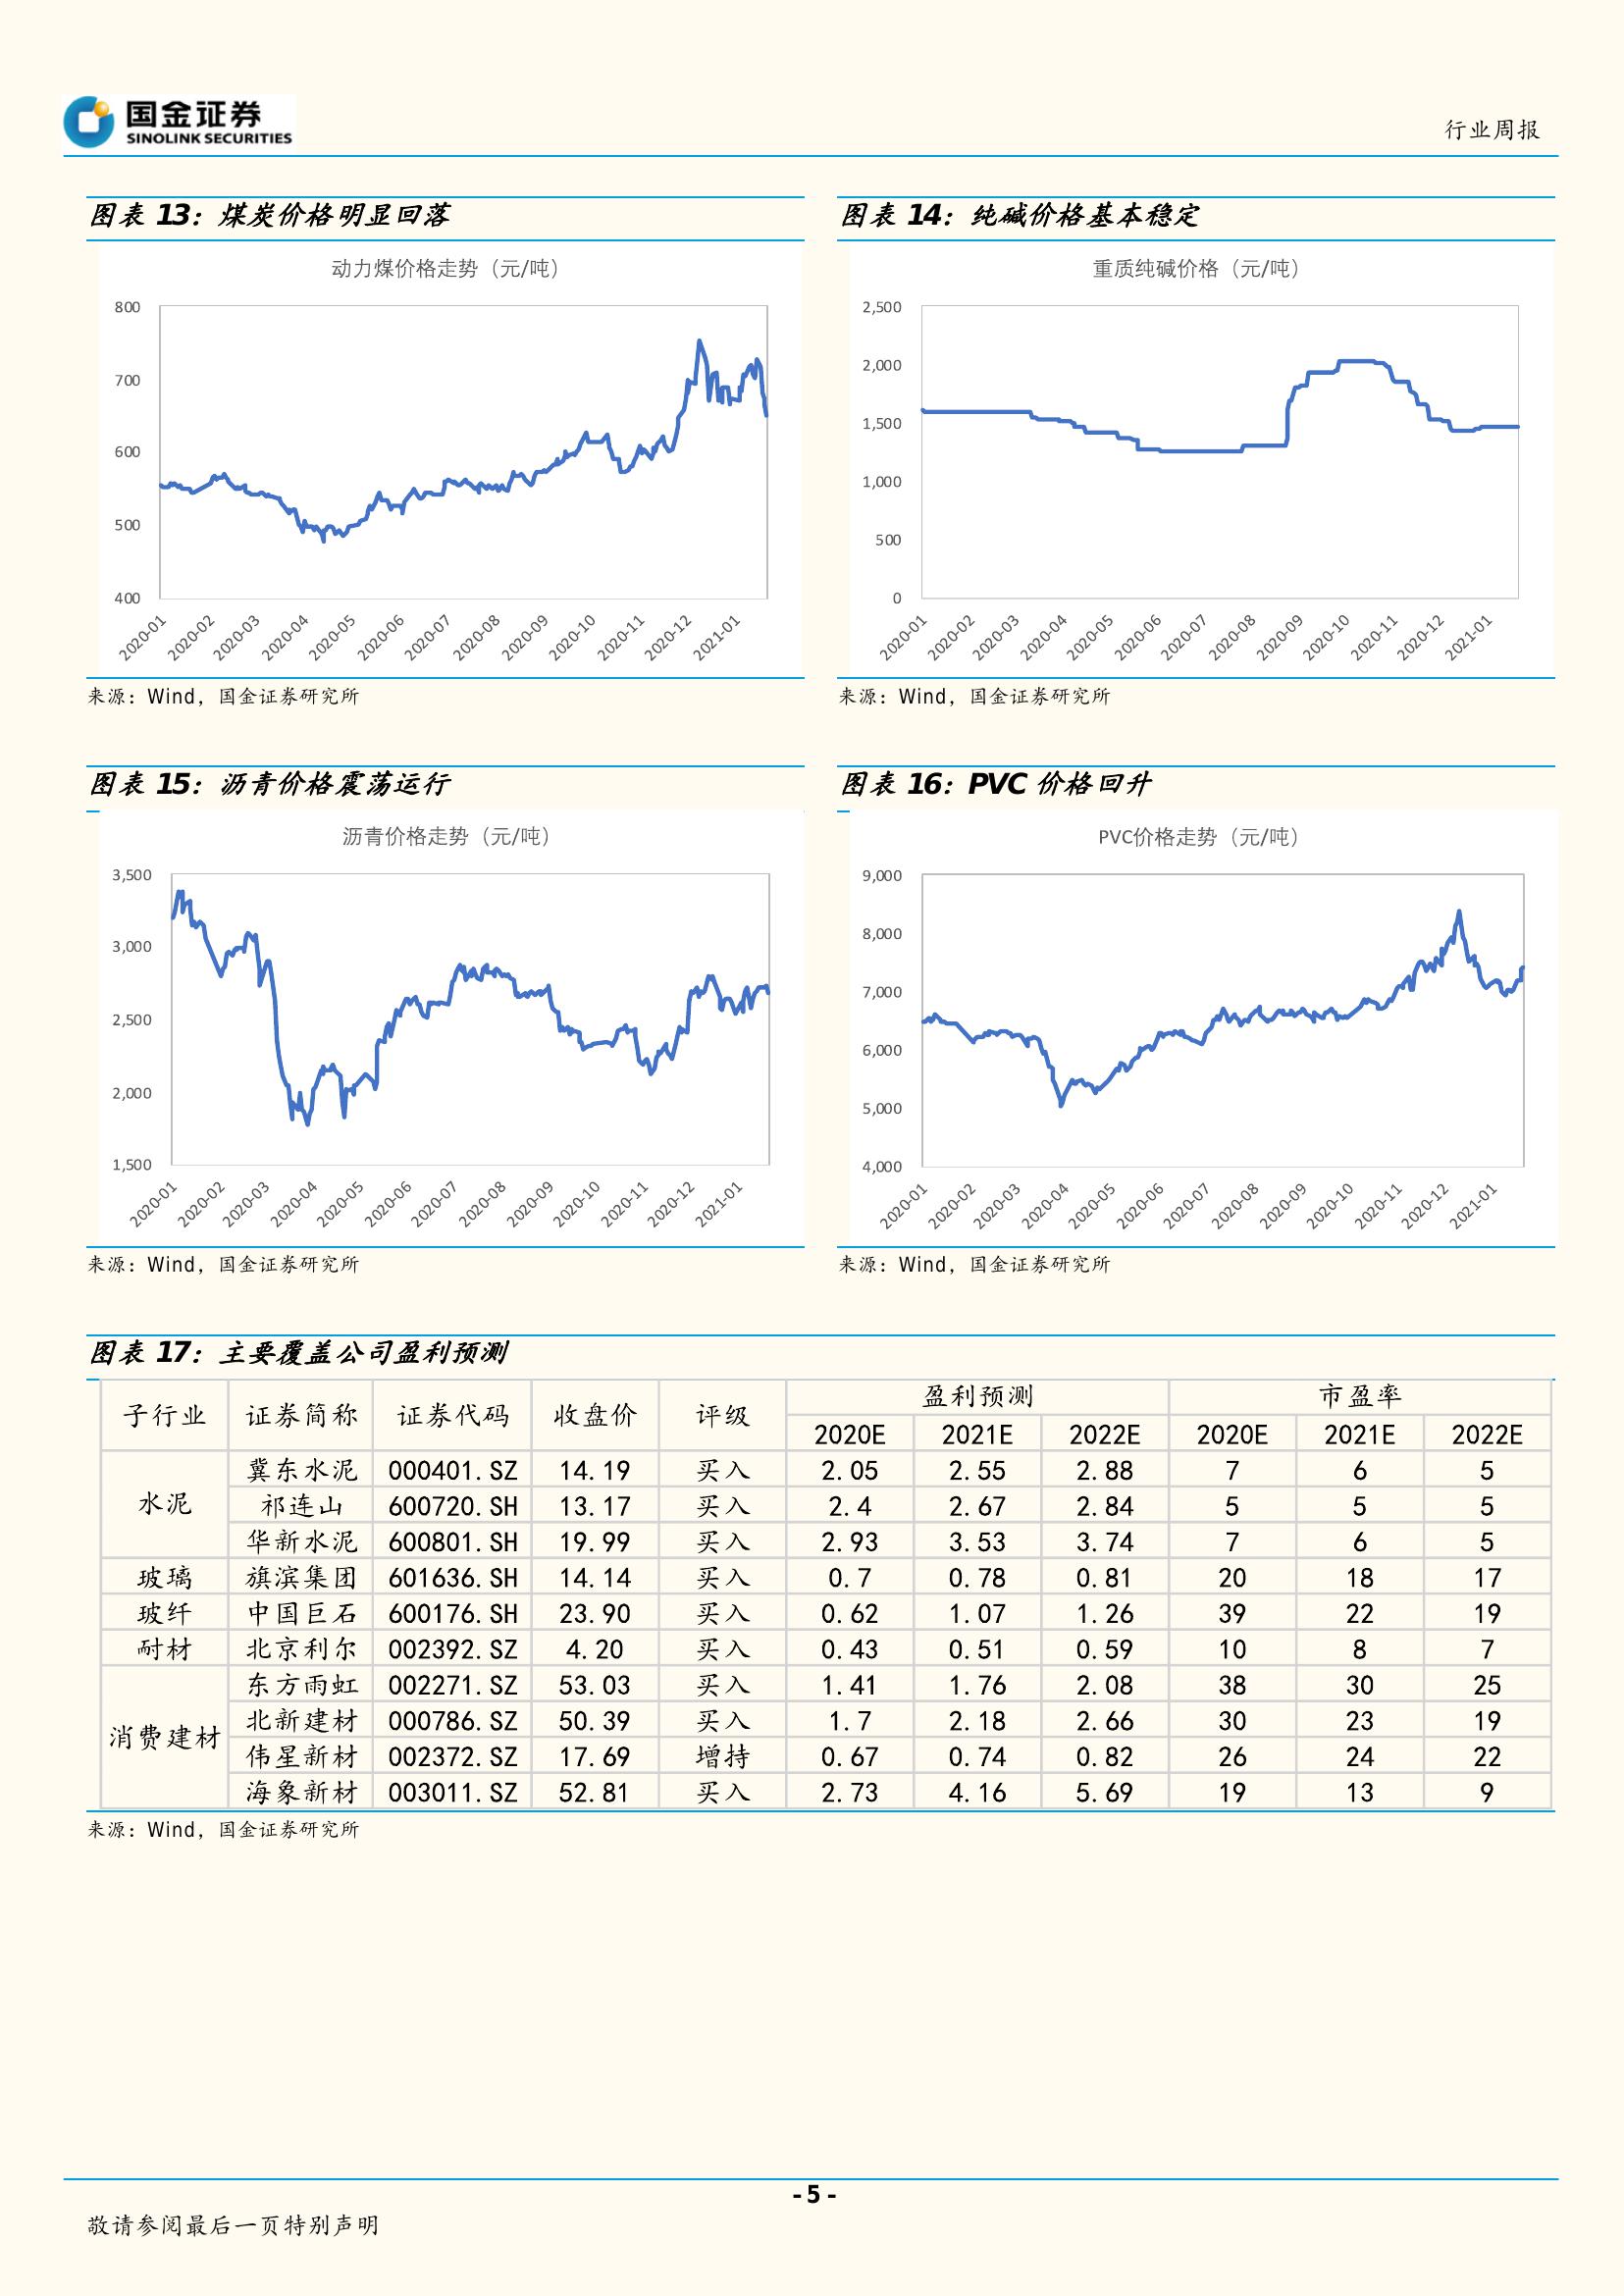 国金证券
SINOLINK SECURITIES
行业周报
图表 13：煤炭价格明显回落
动力煤价格走势（元/吨）
800
700
600
500
400
2020-01 2020-02 2020-03 2020-04 2020-05 2020-06 2020-07 2020-08 2020-09 2020-10 2020-11 2020-12 2021-01
来源：Wind，国金证券研究所
图表 14：纯碱价格基本稳定
重质纯碱价格（元/吨）
2,500
2,000
1,500
1,000
500
0
2020-01 2020-02 2020-03 2020-04 2020-05 2020-06 2020-07 2020-08 2020-09 2020-10 2020-11 2020-12 2021-01
来源：Wind，国金证券研究所
图表 15：沥青价格震荡运行
沥青价格走势（元/吨）
3,500
3,000
2,500
2,000
1,500
2020-01 2020-02 2020-03 2020-04 2020-05 2020-06 2020-07 2020-08 2020-09 2020-10 2020-11 2020-12 2021-01
来源：Wind，国金证券研究所
图表 16：PVC 价格回升
PVC价格走势（元/吨）
9,000
8,000
7,000
6,000
5,000
4,000
2020-01 2020-02 2020-03 2020-04 2020-05 2020-06 2020-07 2020-08 2020-09 2020-10 2020-11 2020-12 2021-01
来源：Wind，国金证券研究所
图表 17：主要覆盖公司盈利预测
子行业 证券简称 证券代码 收盘价 评级 盈利预测 市盈率
2020E 2021E 2022E 2020E 2021E 2022E
水泥 冀东水泥 000401.SZ 14.19 买入 2.05 2.55 2.88 7 6 5
祁连山 600720.SH 13.17 买入 2.4 2.67 2.84 5 5 5
华新水泥 600801.SH 19.99 买入 2.93 3.53 3.74 7 6 5
玻璃 旗滨集团 601636.SH 14.14 买入 0.7 0.78 0.81 20 18 17
玻纤 中国巨石 600176.SH 23.90 买入 0.62 1.07 1.26 39 22 19
耐材 北京利尔 002392.SZ 4.20 买入 0.43 0.51 0.59 10 8 7
消费建材 东方雨虹 002271.SZ 53.03 买入 1.41 1.76 2.08 38 30 25
北新建材 000786.SZ 50.39 买入 1.7 2.18 2.66 30 23 19
伟星新材 002372.SZ 17.69 增持 0.67 0.74 0.82 26 24 22
海象新材 003011.SZ 52.81 买入 2.73 4.16 5.69 19 13 9
来源：Wind，国金证券研究所
- 5 -
敬请参阅最后一页特别声明